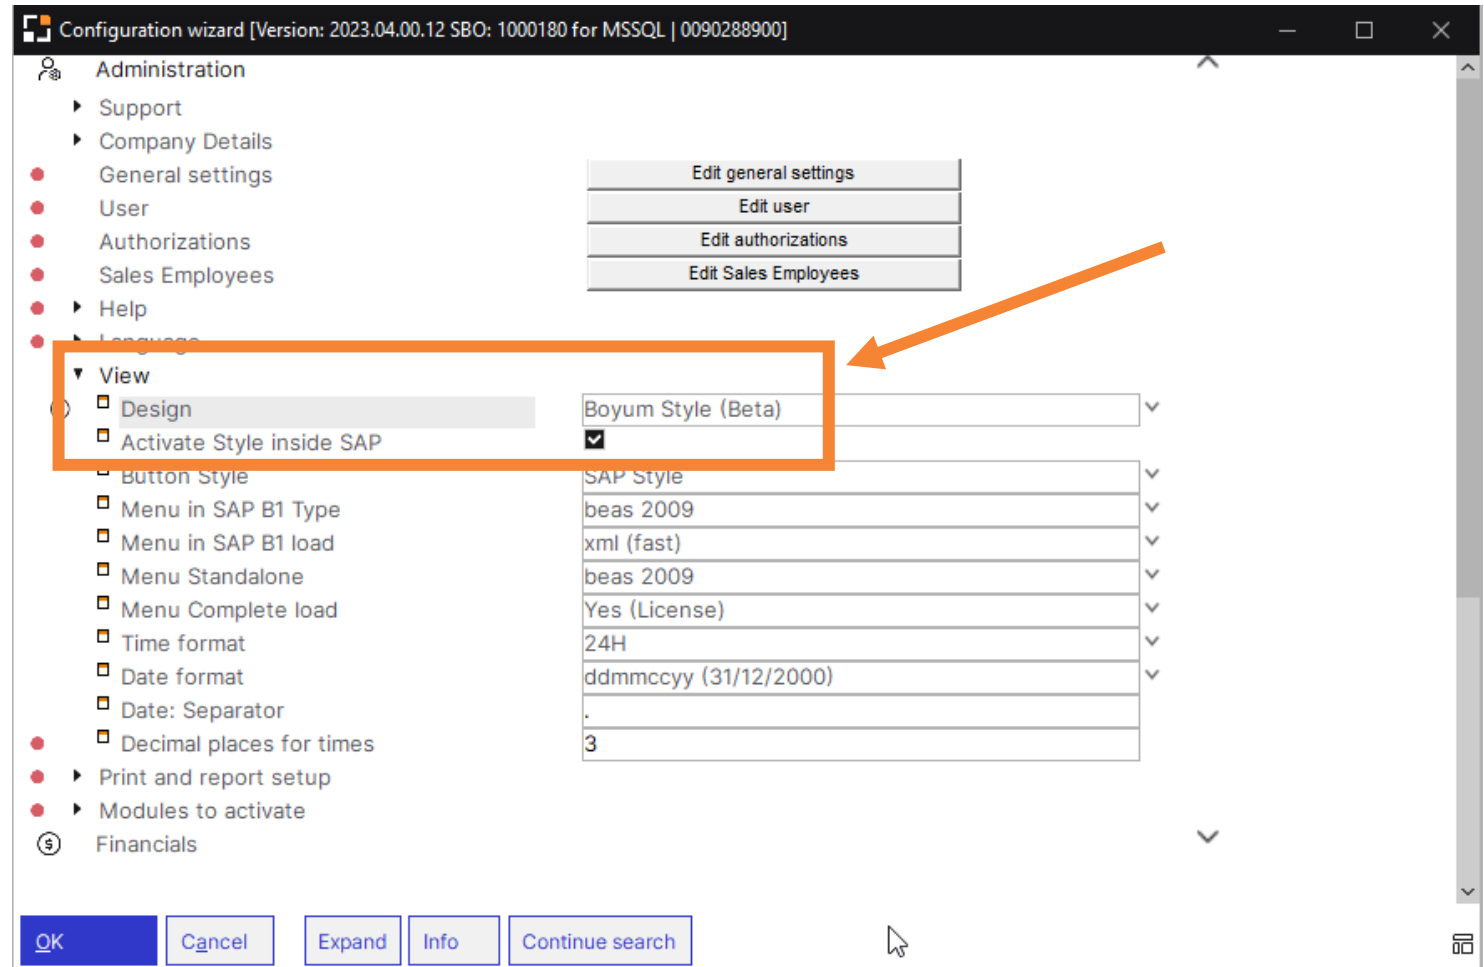 Configuration wizard [Version: 2023.04.00.12 SBO: 1000180 for MSSQL | 0090288900]
Administration
Support
Company Details
General settings Edit general settings
User Edit user
Authorizations Edit authorizations
Sales Employees Edit Sales Employees
Help
Language
View
Design Boyum Style (Beta)
Activate Style inside SAP
Button Style SAP Style
Menu in SAP B1 Type beas 2009
Menu in SAP B1 load xml (fast)
Menu Standalone beas 2009
Menu Complete load Yes (License)
Time format 24H
Date format ddmmccyy (31/12/2000)
Date: Separator .
Decimal places for times 3
Print and report setup
Modules to activate
Financials
OK Cancel Expand Info Continue search